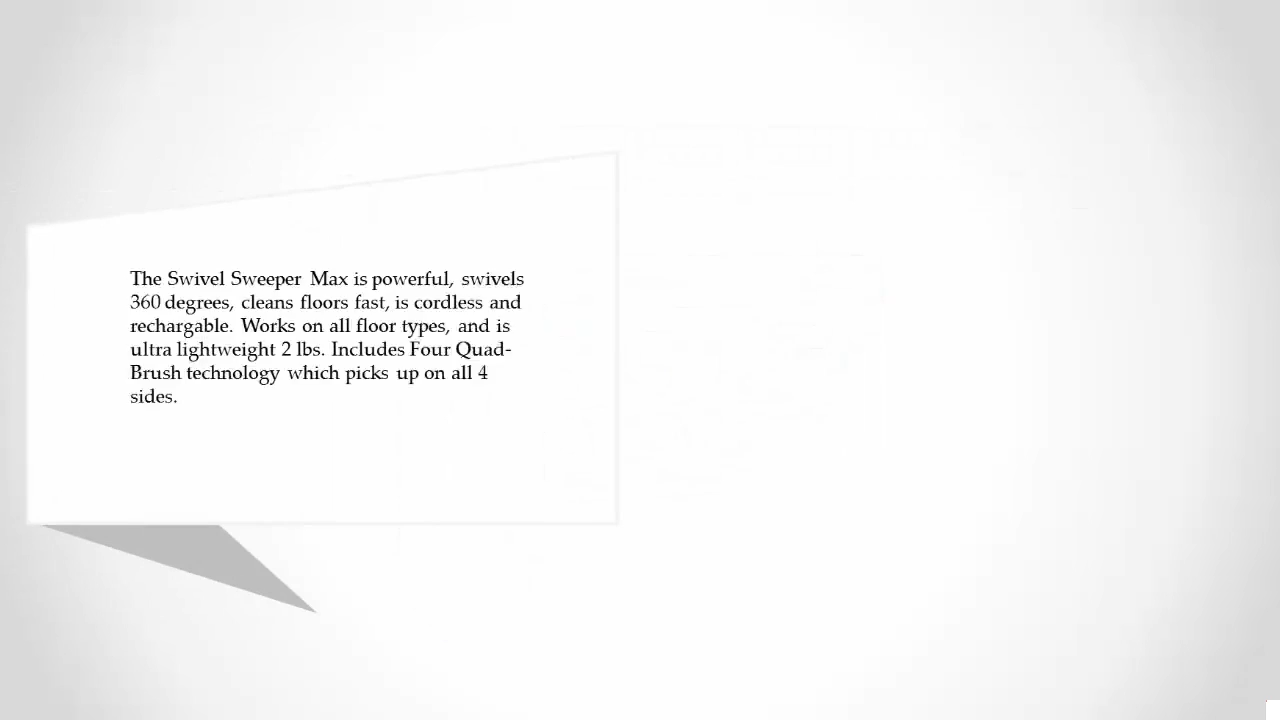 The Swivel Sweeper Max is powerful, swivels
360 degrees, cleans floors fast, is cordless and
rechargable. Works on all floor types, and is
ultra lightweight 2 lbs. Includes Four Quad-
Brush technology which picks up on all 4
sides.